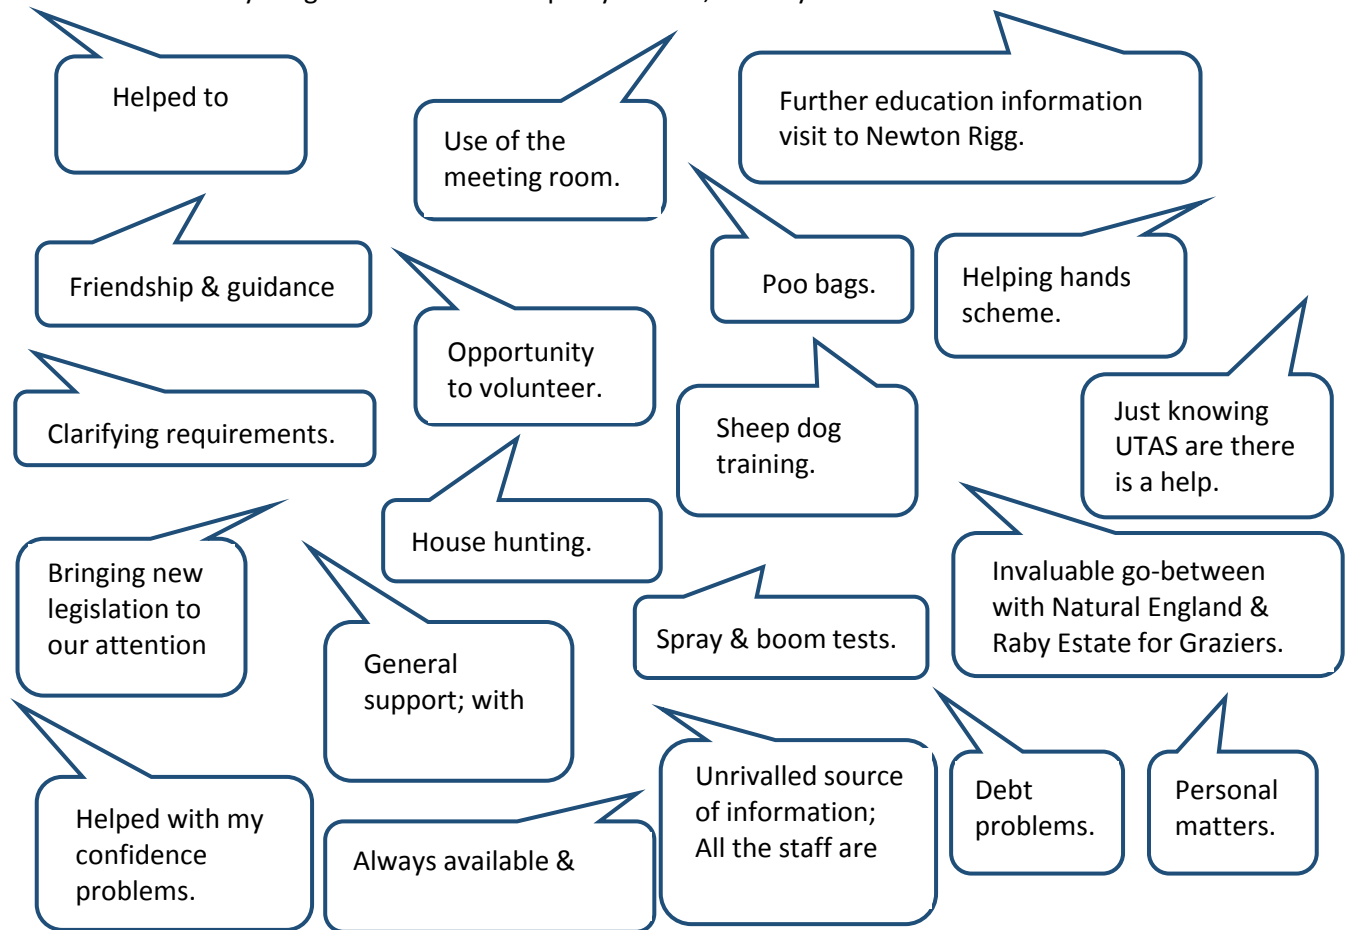 Helped to
Use of the
meeting room.
Further education information
visit to Newton Rigg.
Friendship & guidance
Poo bags.
Helping hands
scheme.
Opportunity
to volunteer.
Clarifying requirements.
Sheep dog
training.
Just knowing
UTAS are there
is a help.
House hunting.
Bringing new
legislation to
our attention
General
support; with
Spray & boom tests.
Invaluable go-between
with Natural England &
Raby Estate for Graziers.
Helped with my
confidence
problems.
Always available &
Unrivalled source
of information;
All the staff are
Debt
problems.
Personal
matters.